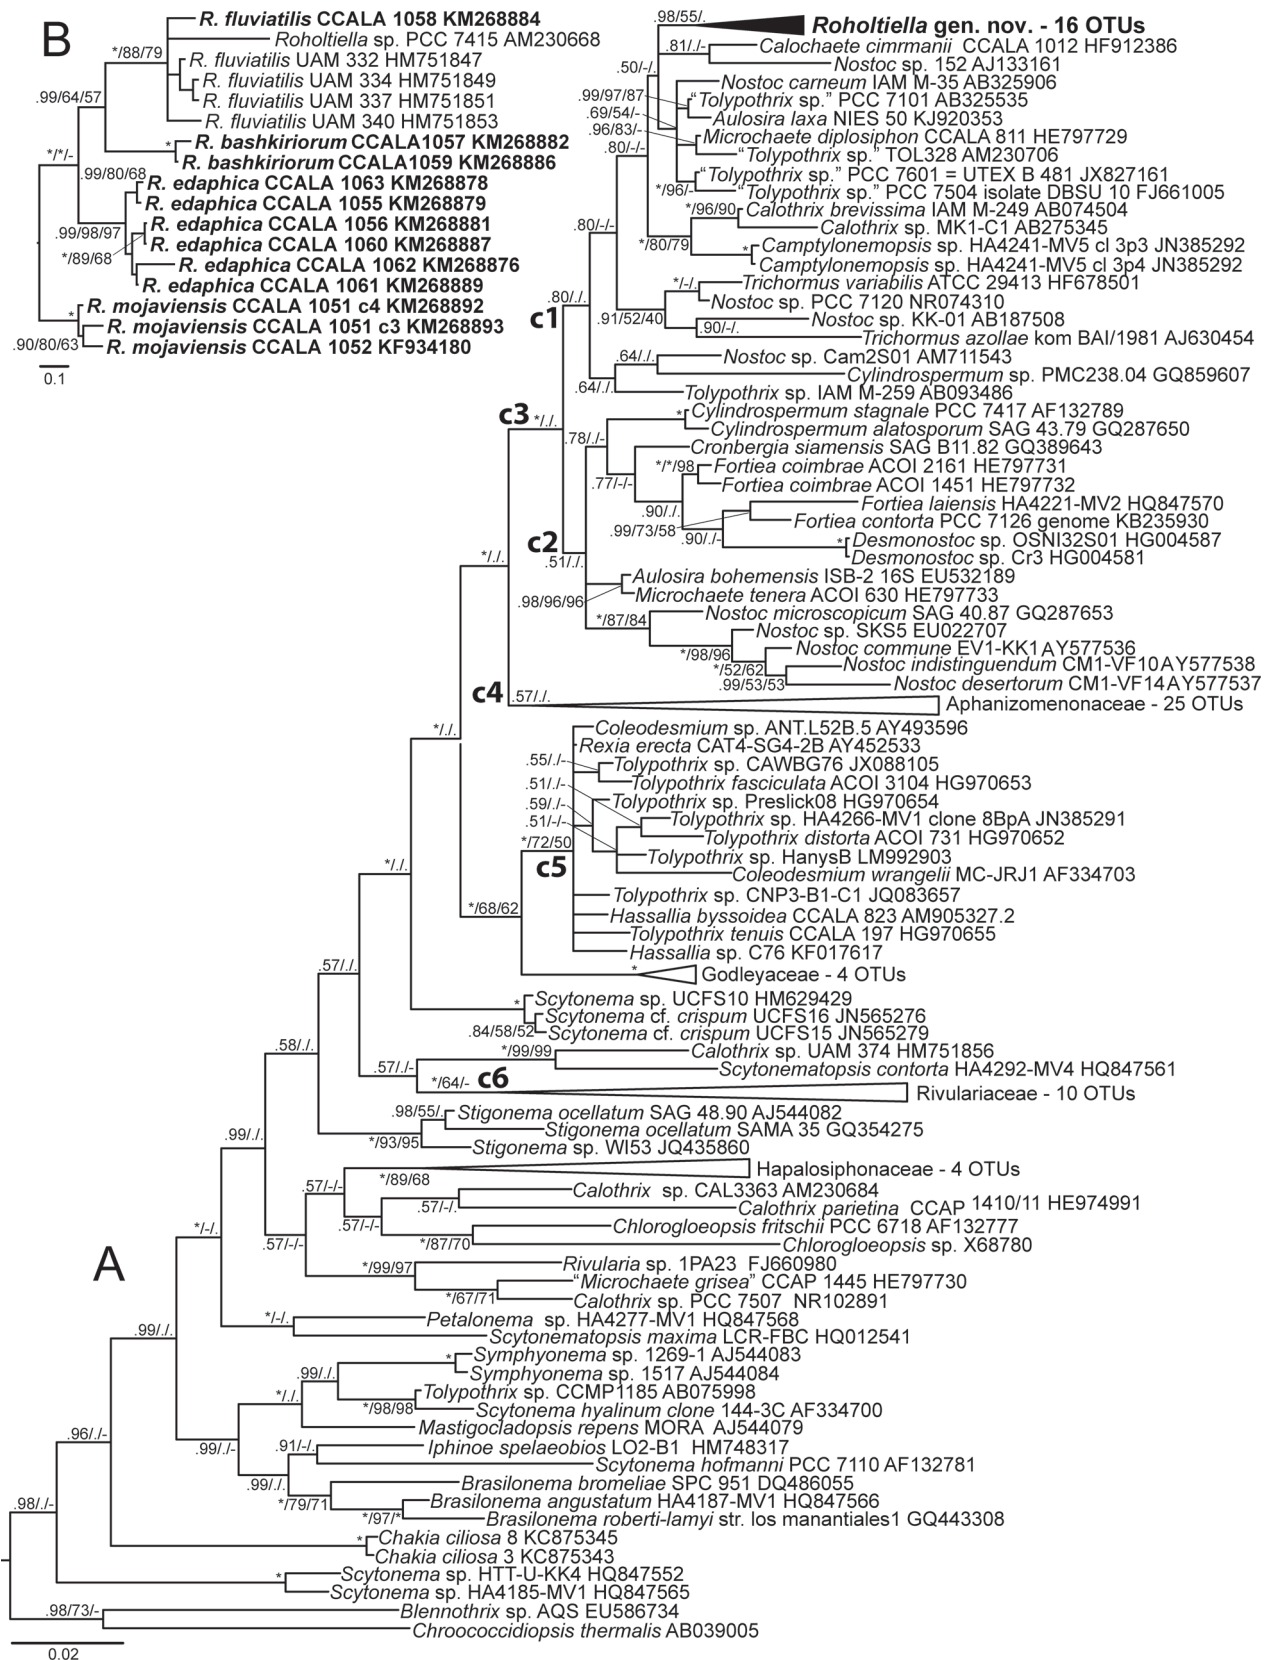 B
R. fluviatilis CCALA 1058 KM268884
*/88/79
Roholtiella sp. PCC 7415 AM230668
R. fluviatilis UAM 332 HM751847
R. fluviatilis UAM 334 HM751849
.99/64/57
R. fluviatilis UAM 337 HM751851
R. fluviatilis UAM 340 HM751853
* R. bashkiriorum CCALA1057 KM268882
*/*/-
R. bashkiriorum CCALA1059 KM268886
.99/80/68
R. edaphica CCALA 1063 KM268878
R. edaphica CCALA 1055 KM268879
R. edaphica CCALA 1056 KM268881
.99/98/97
R. edaphica CCALA 1060 KM268887
*/89/68
R. edaphica CCALA 1062 KM268876
R. edaphica CCALA 1061 KM268889
* R. mojaviensis CCALA 1051 c4 KM268892
R. mojaviensis CCALA 1051 c3 KM268893
.90/80/63
R. mojaviensis CCALA 1052 KF934180
0.1
.98/55/.
Roholtiella gen. nov. - 16 OTUs
.81/./-
Calochaete cimrmanii CCALA 1012 HF912386
Nostoc sp. 152 AJ133161
.50/-/.
Nostoc carneum IAM M-35 AB325906
.99/97/87
“Tolypothrix sp.” PCC 7101 AB325535
.69/54/-
Aulosira laxa NIES 50 KJ920353
.96/83/-
Microchaete diplosiphon CCALA 811 HE797729
.80/-/-
“Tolypothrix sp.” TOL328 AM230706
“Tolypothrix sp.” PCC 7601 = UTEX B 481 JX827161
*/96/-
“Tolypothrix sp.” PCC 7504 isolate DBSU 10 FJ661005
*/96/90
Calothrix brevissima IAM M-249 AB074504
.80/-/-
Calothrix sp. MK1-C1 AB275345
*/80/79
* Camptylonemopsis sp. HA4241-MV5 cl 3p3 JN385292
Camptylonemopsis sp. HA4241-MV5 cl 3p4 JN385292
*/-/.
Trichormus variabilis ATCC 29413 HF678501
.80/./.
Nostoc sp. PCC 7120 NR074310
c1
.91/52/40
Nostoc sp. KK-01 AB187508
.90/-/.
Trichormus azollae kom BAI/1981 AJ630454
.64/./.
Nostoc sp. Cam2S01 AM711543
Cylindrospermum sp. PMC238.04 GQ859607
.64/./.
Tolypothrix sp. IAM M-259 AB093486
c3
*/./.
* Cylindrospermum stagnale PCC 7417 AF132789
.78/./-
Cylindrospermum alatosporum SAG 43.79 GQ287650
Cronbergia siamensis SAG B11.82 GQ389643
*/*/98
Fortiea coimbrae ACOI 2161 HE797731
.77/-/-
Fortiea coimbrae ACOI 1451 HE797732
.90/./.
Fortiea laiensis HA4221-MV2 HQ847570
.99/73/58
Fortiea contorta PCC 7126 genome KB235930
c2
.90/./-
* Desmonostoc sp. OSNI32S01 HG004587
.51/./.
Desmonostoc sp. Cr3 HG004581
*/./.
Aulosira bohemensis ISB-2 16S EU532189
.98/96/96
Microchaete tenera ACOI 630 HE797733
*/87/84
Nostoc microscopicum SAG 40.87 GQ287653
Nostoc sp. SKS5 EU022707
*/98/96
Nostoc commune EV1-KK1AY577536
*/52/62
Nostoc indistinguendum CM1-VF10AY577538
.99/53/53
Nostoc desertorum CM1-VF14AY577537
c4
.57/./.
Aphanizomenonaceae - 25 OTUs
*/./.
Coleodesmium sp. ANT.L52B.5 AY493596
Rexia erecta CAT4-SG4-2B AY452533
.55/./-
Tolypothrix sp. CAWBG76 JX088105
.51/./-
Tolypothrix fasciculata ACOI 3104 HG970653
.59/./-
Tolypothrix sp. Preslick08 HG970654
.51/-/-
Tolypothrix sp. HA4266-MV1 clone 8BpA JN385291
*/72/50
Tolypothrix distorta ACOI 731 HG970652
c5
Tolypothrix sp. HanysB LM992903
*/./.
Coleodesmium wrangelii MC-JRJ1 AF334703
Tolypothrix sp. CNP3-B1-C1 JQ083657
*/68/62
Hassallia byssoidea CCALA 823 AM905327.2
Tolypothrix tenuis CCALA 197 HG970655
Hassallia sp. C76 KF017617
.57/./.
* Godleyaceae - 4 OTUs
* Scytonema sp. UCFS10 HM629429
Scytonema cf. crispum UCFS16 JN565276
.84/58/52
Scytonema cf. crispum UCFS15 JN565279
.58/./.
*/99/99
Calothrix sp. UAM 374 HM751856
.57/./-
Scytonematopsis contorta HA4292-MV4 HQ847561
*/64/-
c6
Rivulariaceae - 10 OTUs
.98/55/.
Stigonema ocellatum SAG 48.90 AJ544082
.99/./.
Stigonema ocellatum SAMA 35 GQ354275
*/93/95
Stigonema sp. WI53 JQ435860
*/89/68
Hapalosiphonaceae - 4 OTUs
.57/-/-
Calothrix sp. CAL3363 AM230684
.57/-/.
Calothrix parietina CCAP 1410/11 HE974991
.57/-/-
Chlorogloeopsis fritschii PCC 6718 AF132777
*/-/.
.57/-/-
*/87/70
Chlorogloeopsis sp. X68780
A
*/99/97
Rivularia sp. 1PA23 FJ660980
“Microchaete grisea” CCAP 1445 HE797730
*/67/71
Calothrix sp. PCC 7507 NR102891
*/-/.
Petalonema sp. HA4277-MV1 HQ847568
.99/./.
Scytonematopsis maxima LCR-FBC HQ012541
* Symphyonema sp. 1269-1 AJ544083
.99/./.
Symphyonema sp. 1517 AJ544084
*/./.
Tolypothrix sp. CCMP1185 AB075998
*/98/98
Scytonema hyalinum clone 144-3C AF334700
Mastigocladopsis repens MORA AJ544079
.96/./-
.99/./-
.91/-/.
Iphinoe spelaeobios LO2-B1 HM748317
Scytonema hofmanni PCC 7110 AF132781
.99/./.
Brasilonema bromeliae SPC 951 DQ486055
*/79/71
Brasilonema angustatum HA4187-MV1 HQ847566
.98/./-
*/97/*
Brasilonema roberti-lamyi str. los manantiales1 GQ443308
* Chakia ciliosa 8 KC875345
Chakia ciliosa 3 KC875343
* Scytonema sp. HTT-U-KK4 HQ847552
Scytonema sp. HA4185-MV1 HQ847565
.98/73/-
Blennothrix sp. AQS EU586734
Chroococcidiopsis thermalis AB039005
0.02